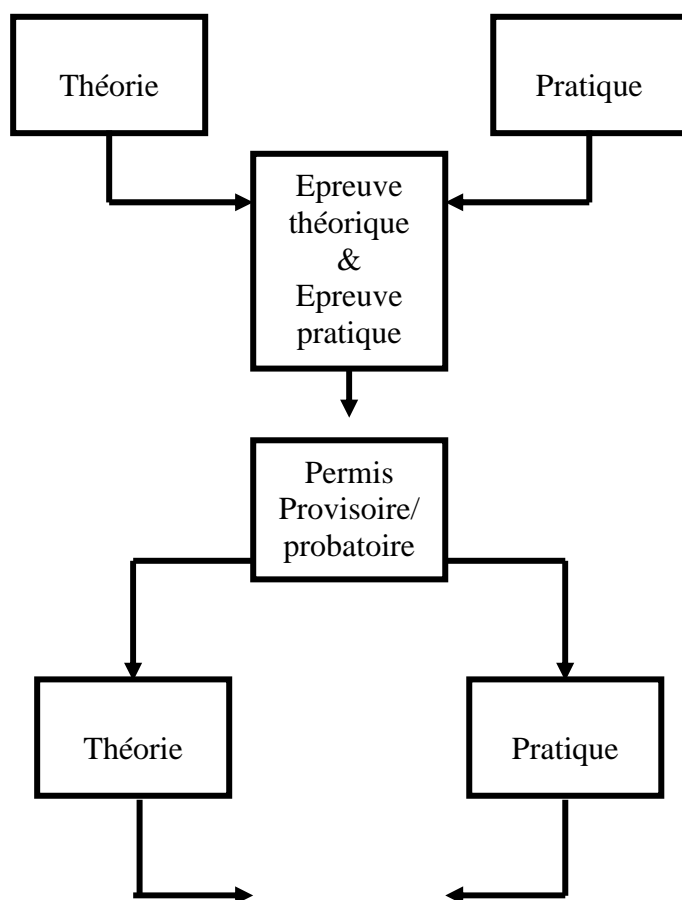 Théorie
Pratique
Epreuve
théorique
&
Epreuve
pratique
Permis
Provisoire/
probatoire
Théorie
Pratique